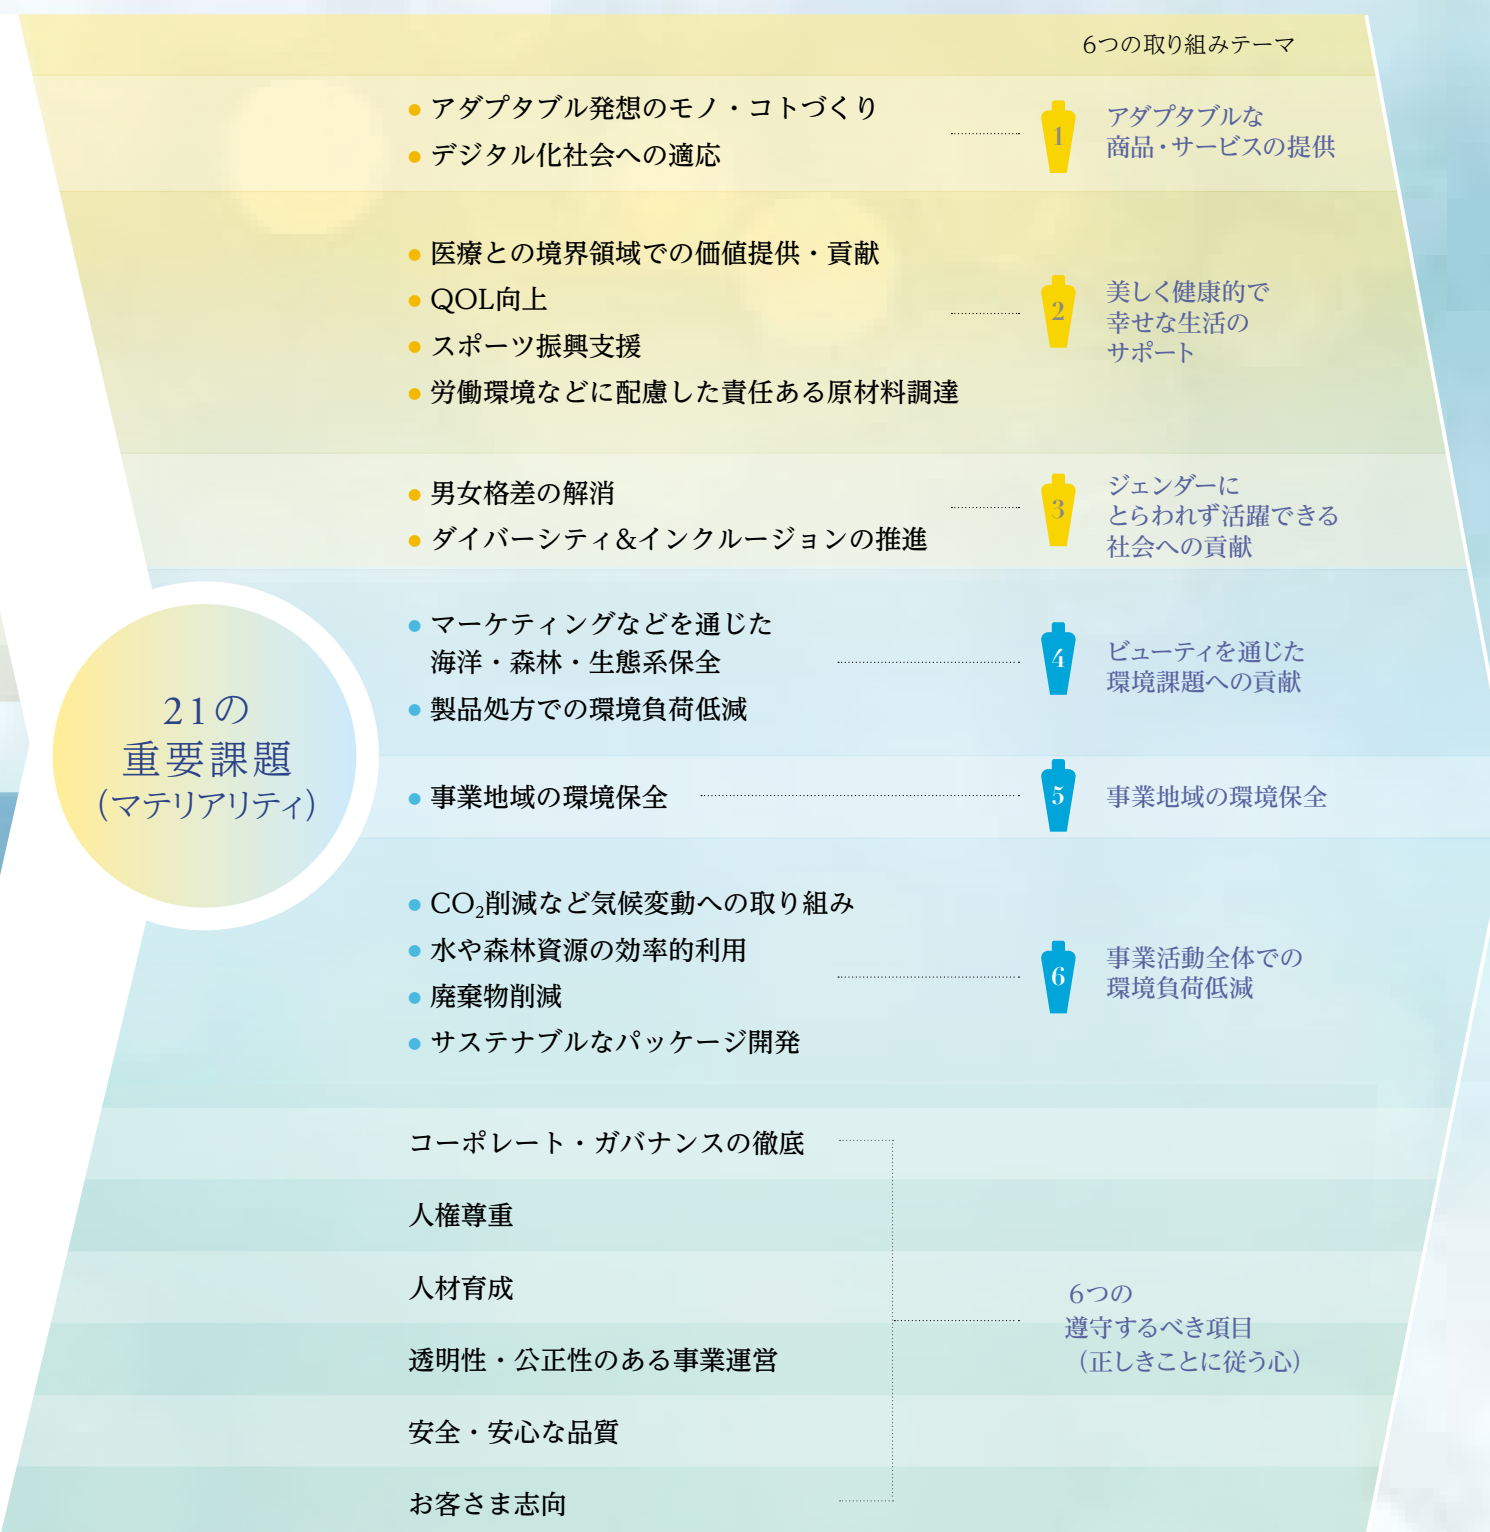 6つの取り組みテーマ
● アダプタブル発想のモノ・コトづくり
● デジタル化社会への適応
1
アダプタブルな
商品・サービスの提供
● 医療との境界領域での価値提供・貢献
● QOL向上
● スポーツ振興支援
● 労働環境などに配慮した責任ある原材料調達
2
美しく健康的で
幸せな生活の
サポート
● 男女格差の解消
● ダイバーシティ&インクルージョンの推進
3
ジェンダーに
とらわれず活躍できる
社会への貢献
21の
重要課題
(マテリアリティ)
● マーケティングなどを通じた
海洋・森林・生態系保全
● 製品処方での環境負荷低減
4
ビューティを通じた
環境課題への貢献
● 事業地域の環境保全
5
事業地域の環境保全
● CO₂削減など気候変動への取り組み
● 水や森林資源の効率的利用
● 廃棄物削減
● サステナブルなパッケージ開発
6
事業活動全体での
環境負荷低減
コーポレート・ガバナンスの徹底
人権尊重
人材育成
透明性・公正性のある事業運営
安全・安心な品質
お客さま志向
6つの
遵守するべき項目
(正しきことに従う心)